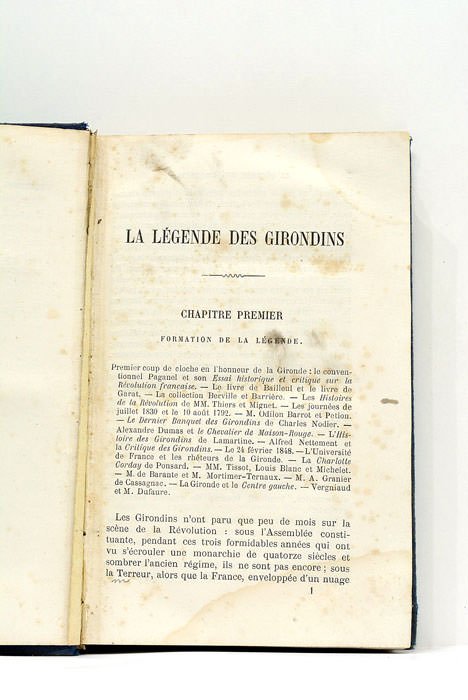 LA LÉGENDE DES GIRONDINS
CHAPITRE PREMIER
FORMATION DE LA LÉGENDE.
Premier coup de cloche en l'honneur de la Gironde : le conven-
tionnel Paganel et son Essai historique et critique sur la
Révolution française. — Le livre de Bailleul et le livre de
Garat. — La collection Berville et Barrière. — Les Histoires
de la Révolution de MM. Thiers et Mignet. — Les journées de
juillet 1830 et le 10 août 1792. — M. Odilon Barrot et Petion.
— Le Dernier Banquet des Girondins de Charles Nodier. —
Alexandre Dumas et le Chevalier de Maison-Rouge. — L'His-
toire des Girondins de Lamartine. — Alfred Nettement et
la Critique des Girondins. — Le 24 février 1848. — L'Université
de France et les rhéteurs de la Gironde. — La Charlotte
Corday de Ponsard. — MM. Tissot, Louis Blanc et Michelet.
— M. de Barante et M. Mortimer-Ternaux. — M. A. Granier
de Cassagnac. — La Gironde et le Centre gauche. — Vergniaud
et M. Dufaure.
Les Girondins n'ont paru que peu de mois sur la
scène de la Révolution : sous l'Assemblée consti-
tuante, pendant ces trois formidables années qui ont
vu s'écrouler une monarchie de quatorze siècles et
sombrer l'ancien régime, ils ne sont pas encore ; sous
la Terreur, alors que la France, enveloppée d'un nuage
1